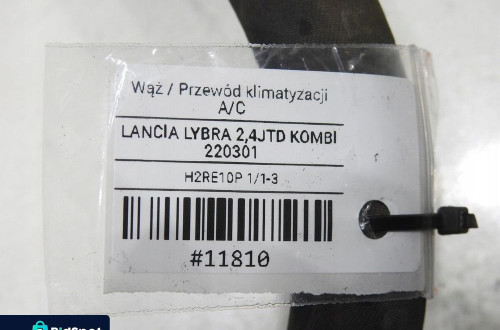 Wąż / Przewód klimatyzacji
A/C
LANCIA LYBRA 2,4JTD KOMBI
220301
H2RE10P 1/1-3
#11810